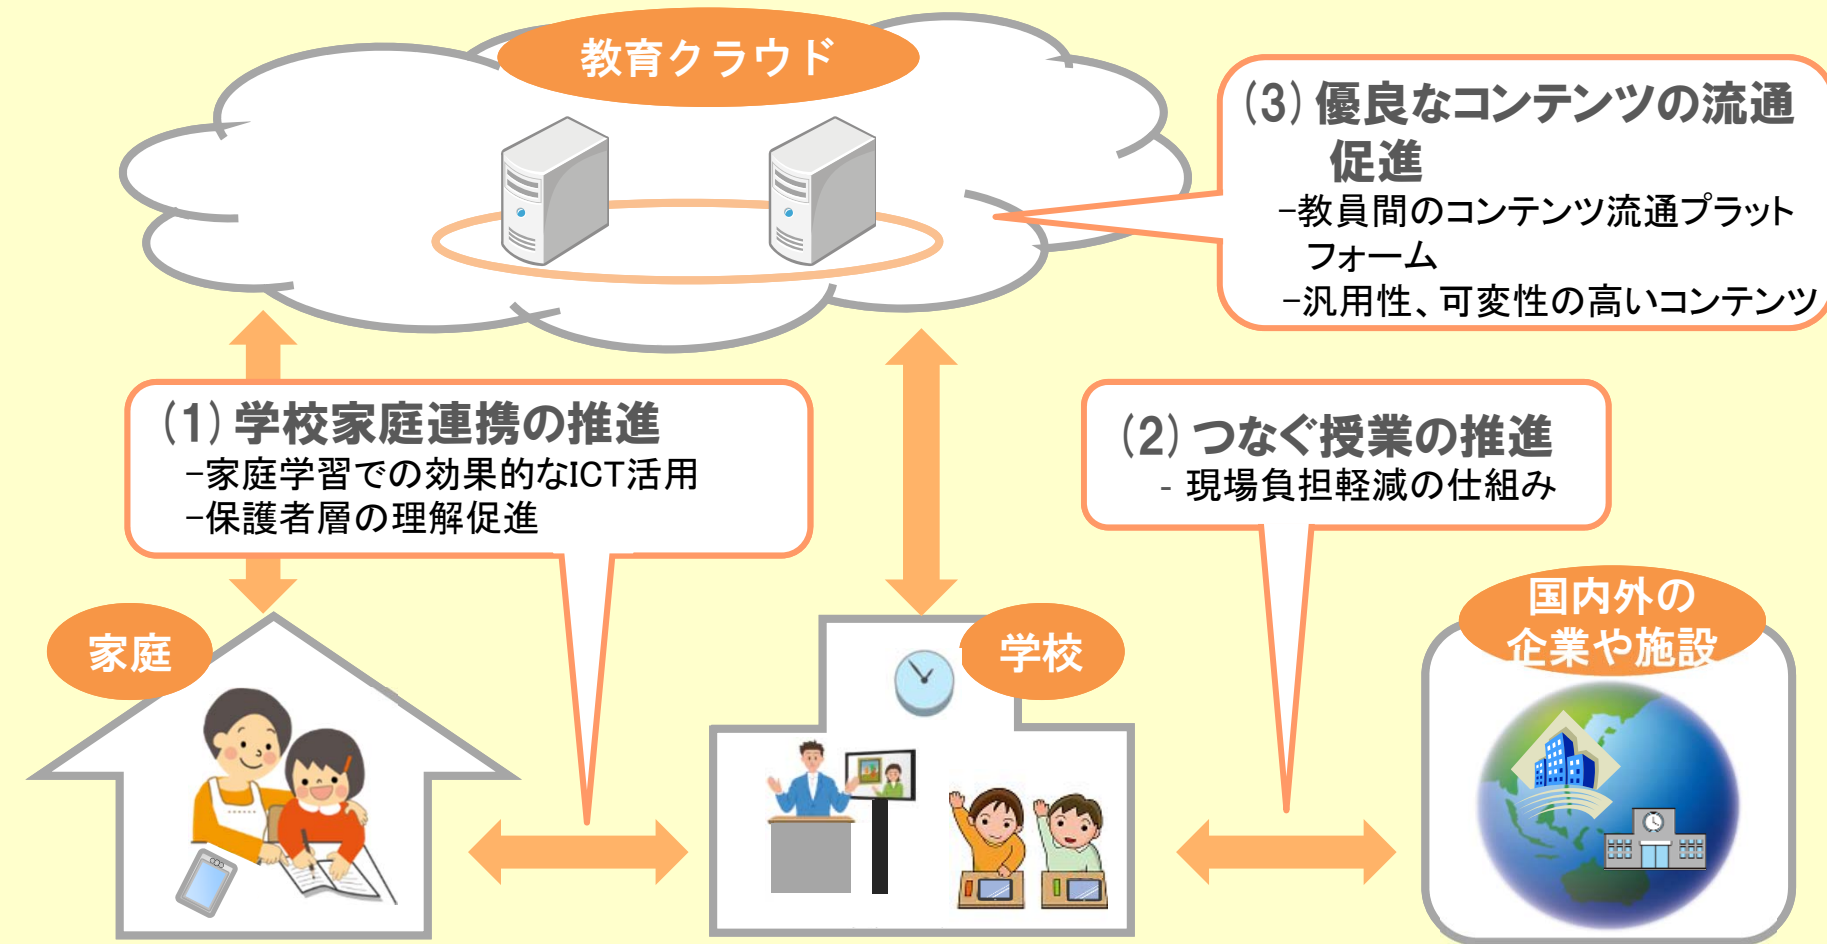 教育クラウド
(3) 優良なコンテンツの流通
促進
-教員間のコンテンツ流通プラット
フォーム
-汎用性、可変性の高いコンテンツ
(1) 学校家庭連携の推進
-家庭学習での効果的なICT活用
-保護者層の理解促進
(2) つなぐ授業の推進
- 現場負担軽減の仕組み
家庭
学校
国内外の
企業や施設